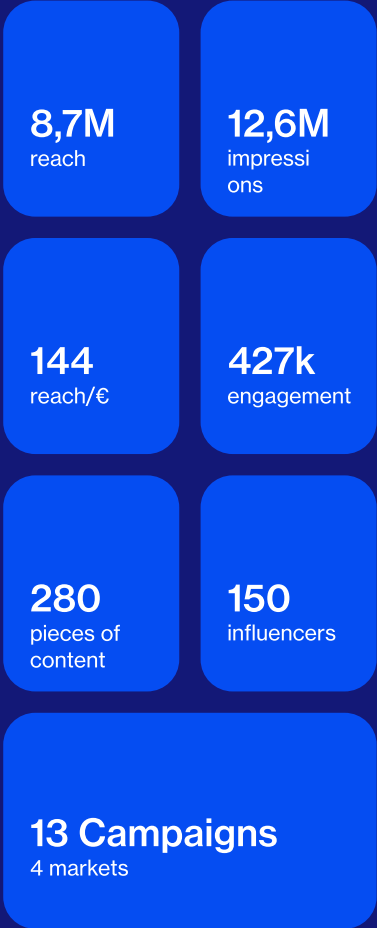 8,7M
reach
12,6M
impressi
ons
144
reach/€
427k
engagement
280
pieces of
content
150
influencers
13 Campaigns
4 markets